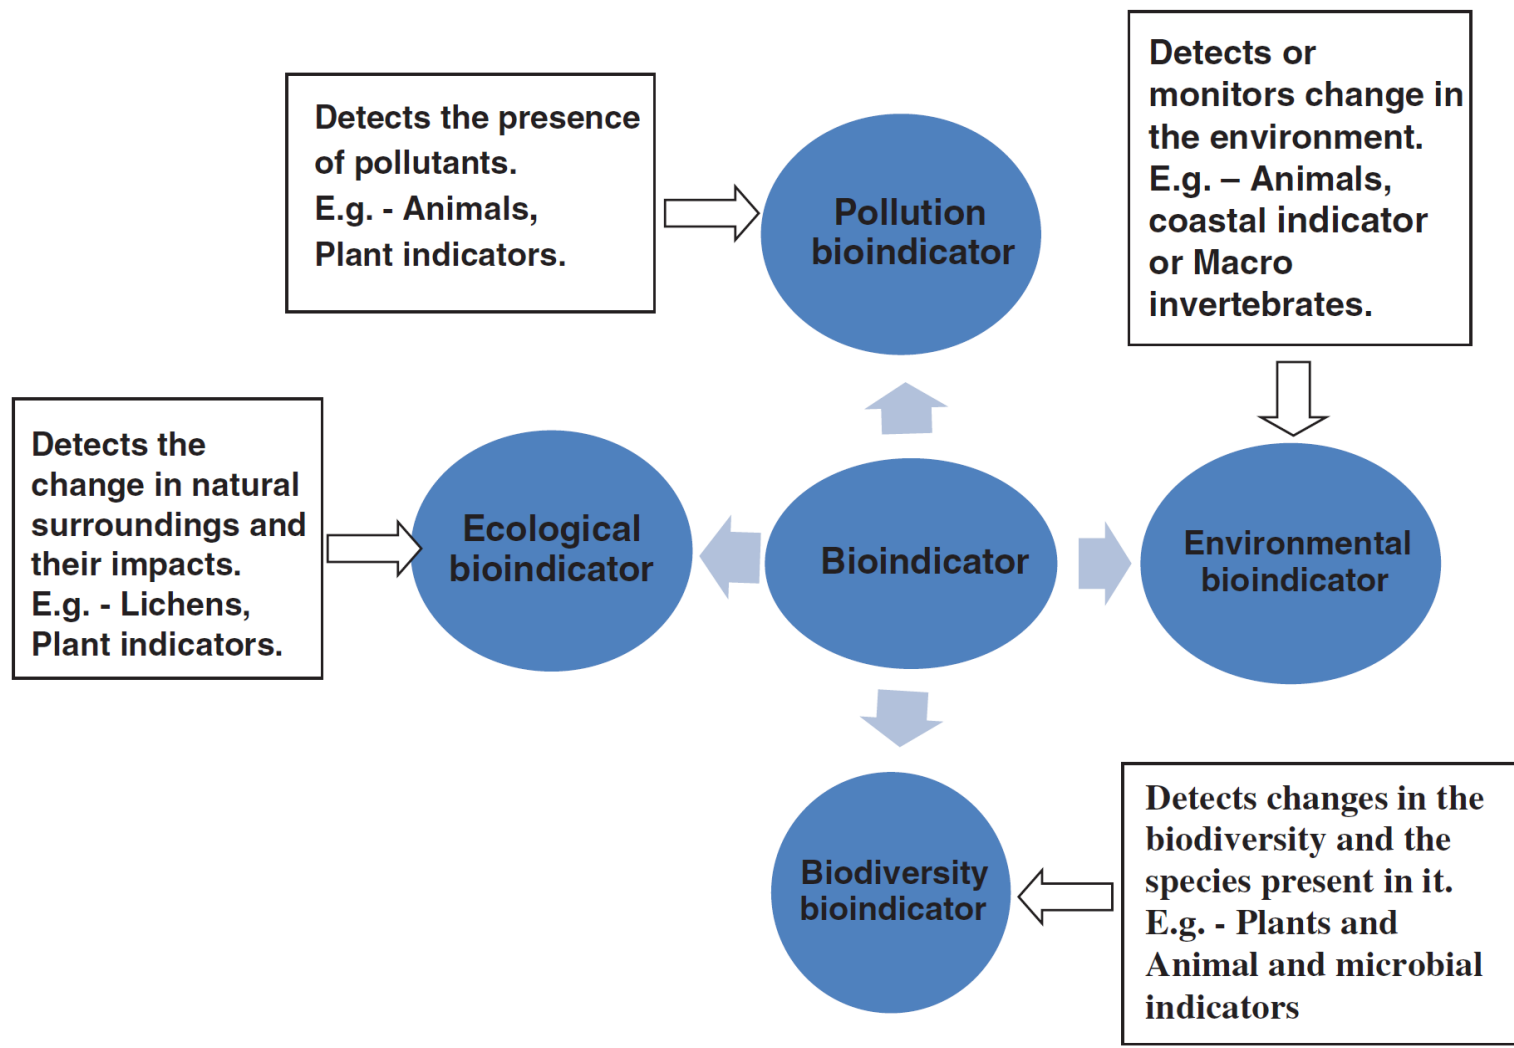 Detects the presence
of pollutants.
E.g. - Animals,
Plant indicators.
Pollution
bioindicator
Detects or
monitors change in
the environment.
E.g. – Animals,
coastal indicator
or Macro
invertebrates.
Detects the
change in natural
surroundings and
their impacts.
E.g. - Lichens,
Plant indicators.
Ecological
bioindicator
Bioindicator
Environmental
bioindicator
Biodiversity
bioindicator
Detects changes in the
biodiversity and the
species present in it.
E.g. - Plants and
Animal and microbial
indicators